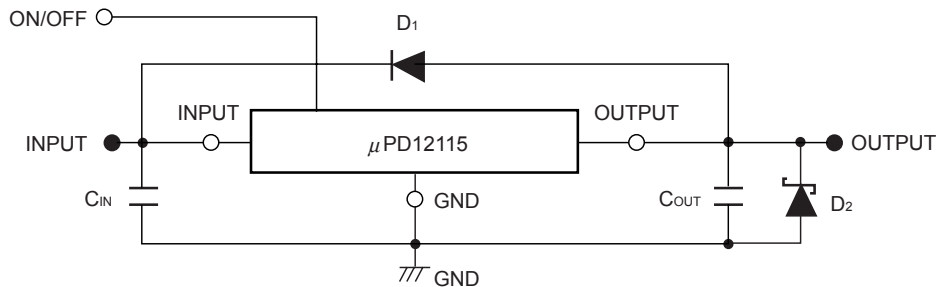 ON/OFF
D1
INPUT
OUTPUT
INPUT
μPD12115
OUTPUT
CIN
GND
COUT
D2
GND